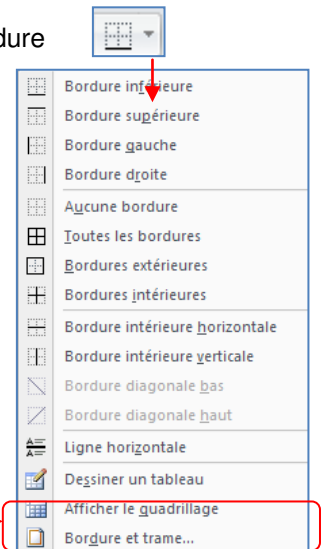 dure
Bordure inférieure
Bordure supérieure
Bordure gauche
Bordure droite
Aucune bordure
Toutes les bordures
Bordures extérieures
Bordures intérieures
Bordure intérieure horizontale
Bordure intérieure verticale
Bordure diagonale bas
Bordure diagonale haut
Ligne horizontale
Dessiner un tableau
Afficher le quadrillage
Bordure et trame...